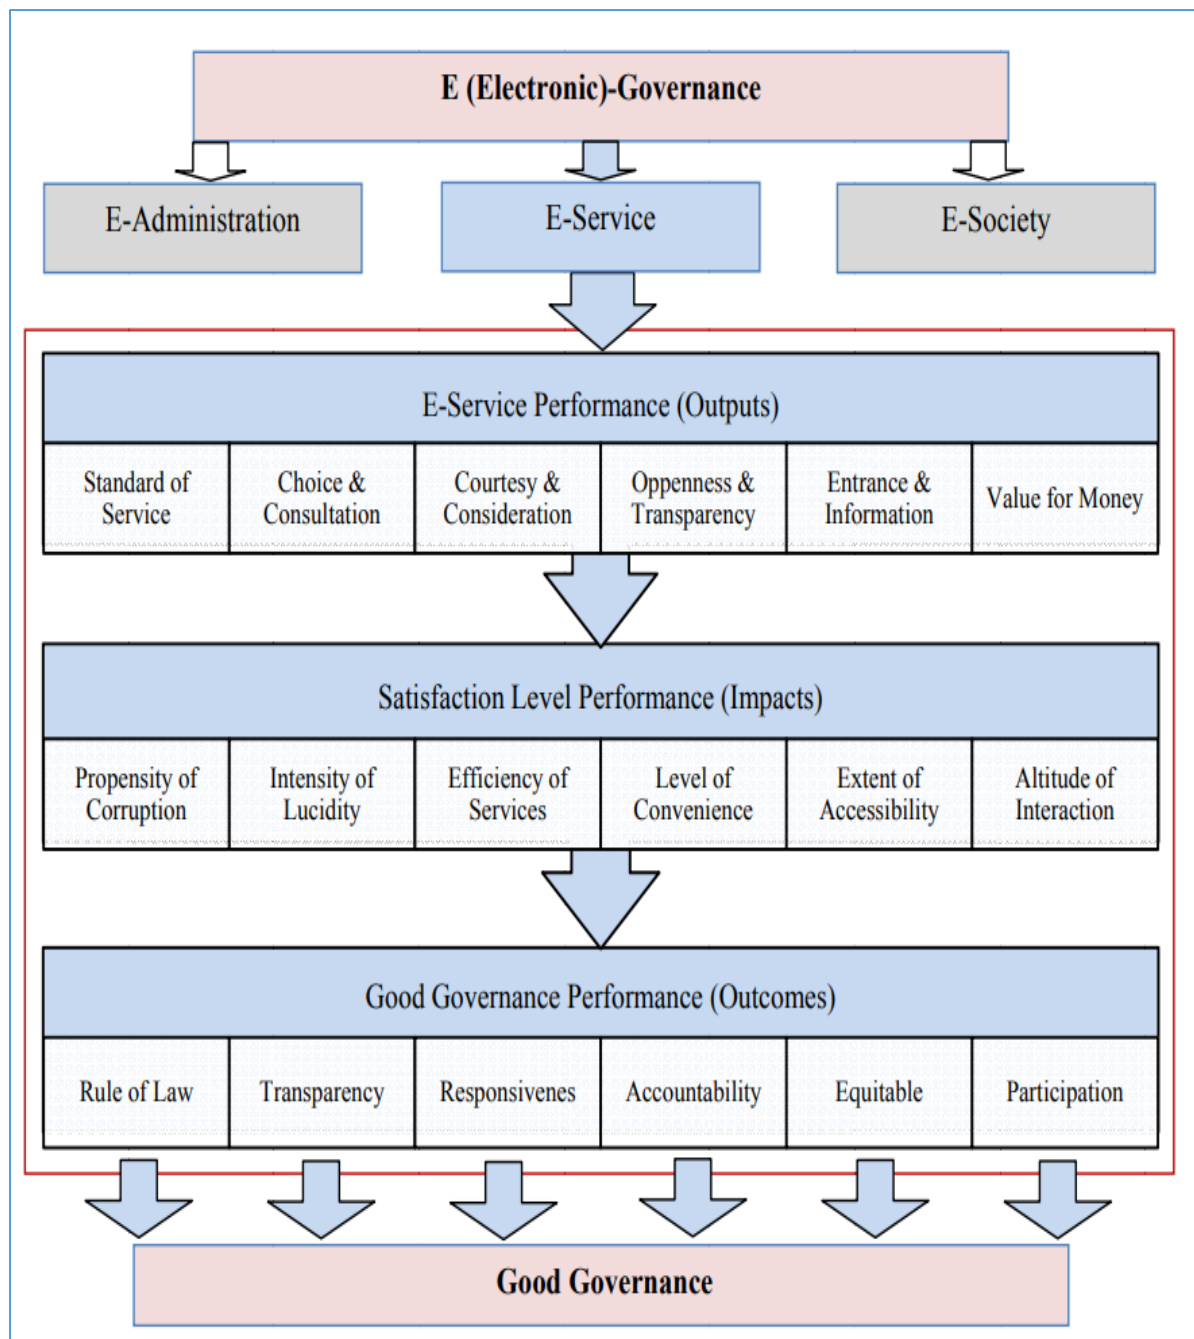 E (Electronic)-Governance
E-Administration
E-Service
E-Society
E-Service Performance (Outputs)
Standard of
Service
Choice &
Consultation
Courtesy &
Consideration
Oppenness &
Transparency
Entrance &
Information
Value for Money
Satisfaction Level Performance (Impacts)
Propensity of
Corruption
Intensity of
Lucidity
Efficiency of
Services
Level of
Convenience
Extent of
Accessibility
Altitude of
Interaction
Good Governance Performance (Outcomes)
Rule of Law
Transparency
Responsivenes
Accountability
Equitable
Participation
Good Governance